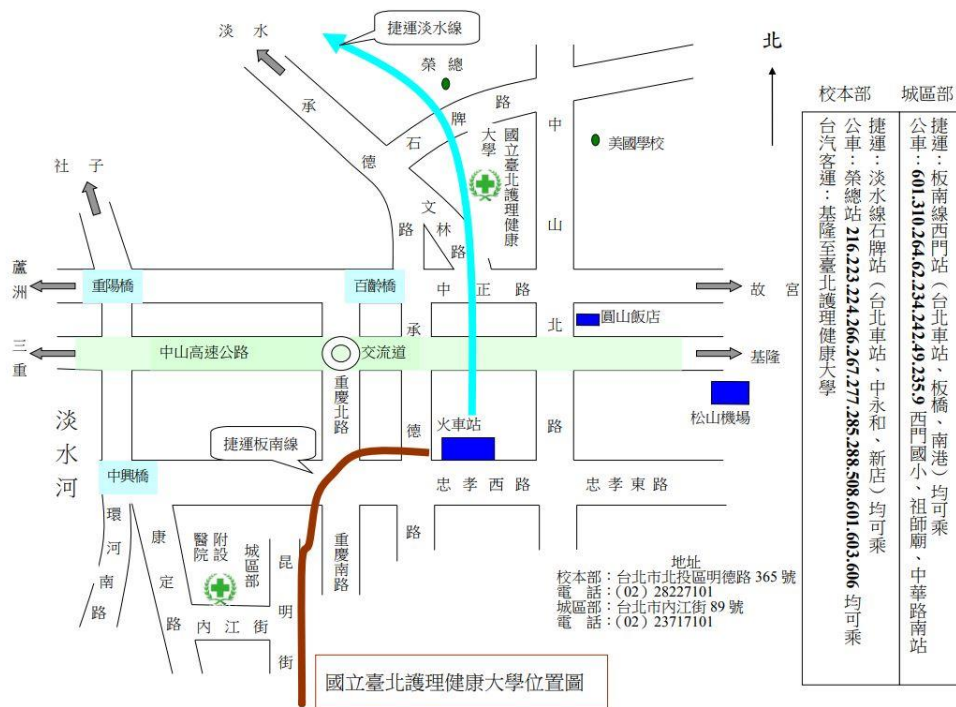 淡水
捷運淡水線
北
榮總
承德路
石牌路
中山北路
美國學校
國立臺北護理健康
大學
社子
文林路
蘆洲
重陽橋
百齡橋
中正路
故宮
圓山飯店
三重
中山高速公路
交流道
基隆
松山機場
淡水河
重慶北路
承德路
火車站
捷運板南線
中興橋
忠孝西路
忠孝東路
環河南路
康定路
附設
醫院
城區部
昆明街
重慶南路
內江街
地址
校本部：台北市北投區明德路 365 號
電　話：(02) 28227101
城區部：台北市內江街 89 號
電　話：(02) 23717101
國立臺北護理健康大學位置圖
城區部
捷運：板南線西門站（台北車站、板橋、南港）均可乘
公車：601.310.264.62.234.242.49.235.9 西門國小、祖師廟、中華路南站
校本部
捷運：淡水線石牌站（台北車站、中永和、新店）均可乘
公車：榮總站 216.223.224.266.267.277.285.288.508.601.603.606 均可乘
台汽客運：基隆至臺北護理健康大學